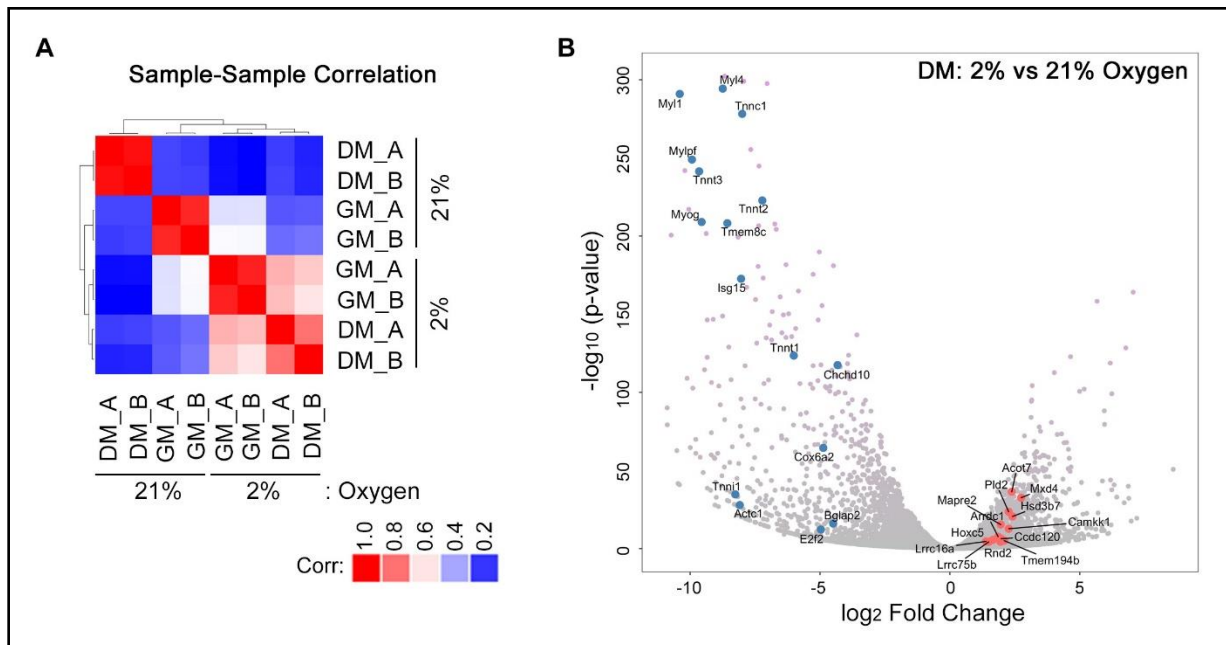 A
Sample-Sample Correlation
DM_A
DM_B
GM_A
GM_B
GM_A
GM_B
DM_A
DM_B
21%
2%
DM_A
DM_B
GM_A
GM_B
GM_A
GM_B
DM_A
DM_B
21%
2%
: Oxygen
Corr:
1.0
0.8
0.6
0.4
0.2
B
DM: 2% vs 21% Oxygen
-log10 (p-value)
300
250
200
150
100
50
0
Myl4
Myl1
Tnnc1
Mylpf
Tnnt3
Tnnt2
Myog
Tmem8c
Isg15
Tnnt1
Chchd10
Cox6a2
Tnni1
Actc1
Bglap2
E2f2
Acot7
Pld2
Mxd4
Mapre2
Hsd3b7
Arrdc1
Camkk1
Hoxc5
Ccdc120
Lrrc16a
Rnd2
Tmem194b
Lrrc75b
-10
-5
0
5
log2 Fold Change